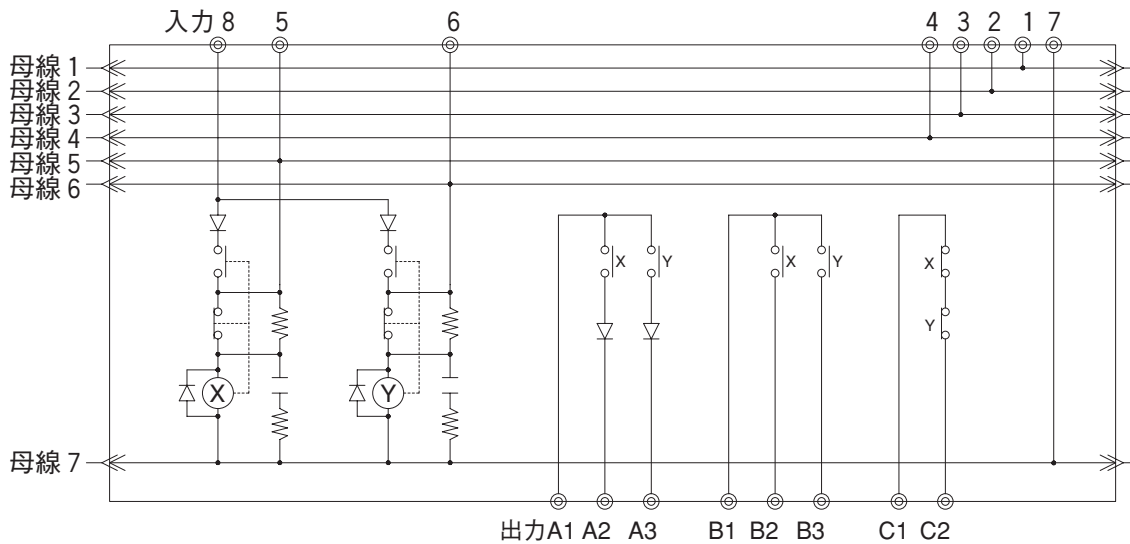 入力 8 5 6 4 3 2 1 7
母線 1
母線 2
母線 3
母線 4
母線 5
母線 6
X Y X Y X
Y
X Y
母線 7
出力 A1 A2 A3 B1 B2 B3 C1 C2